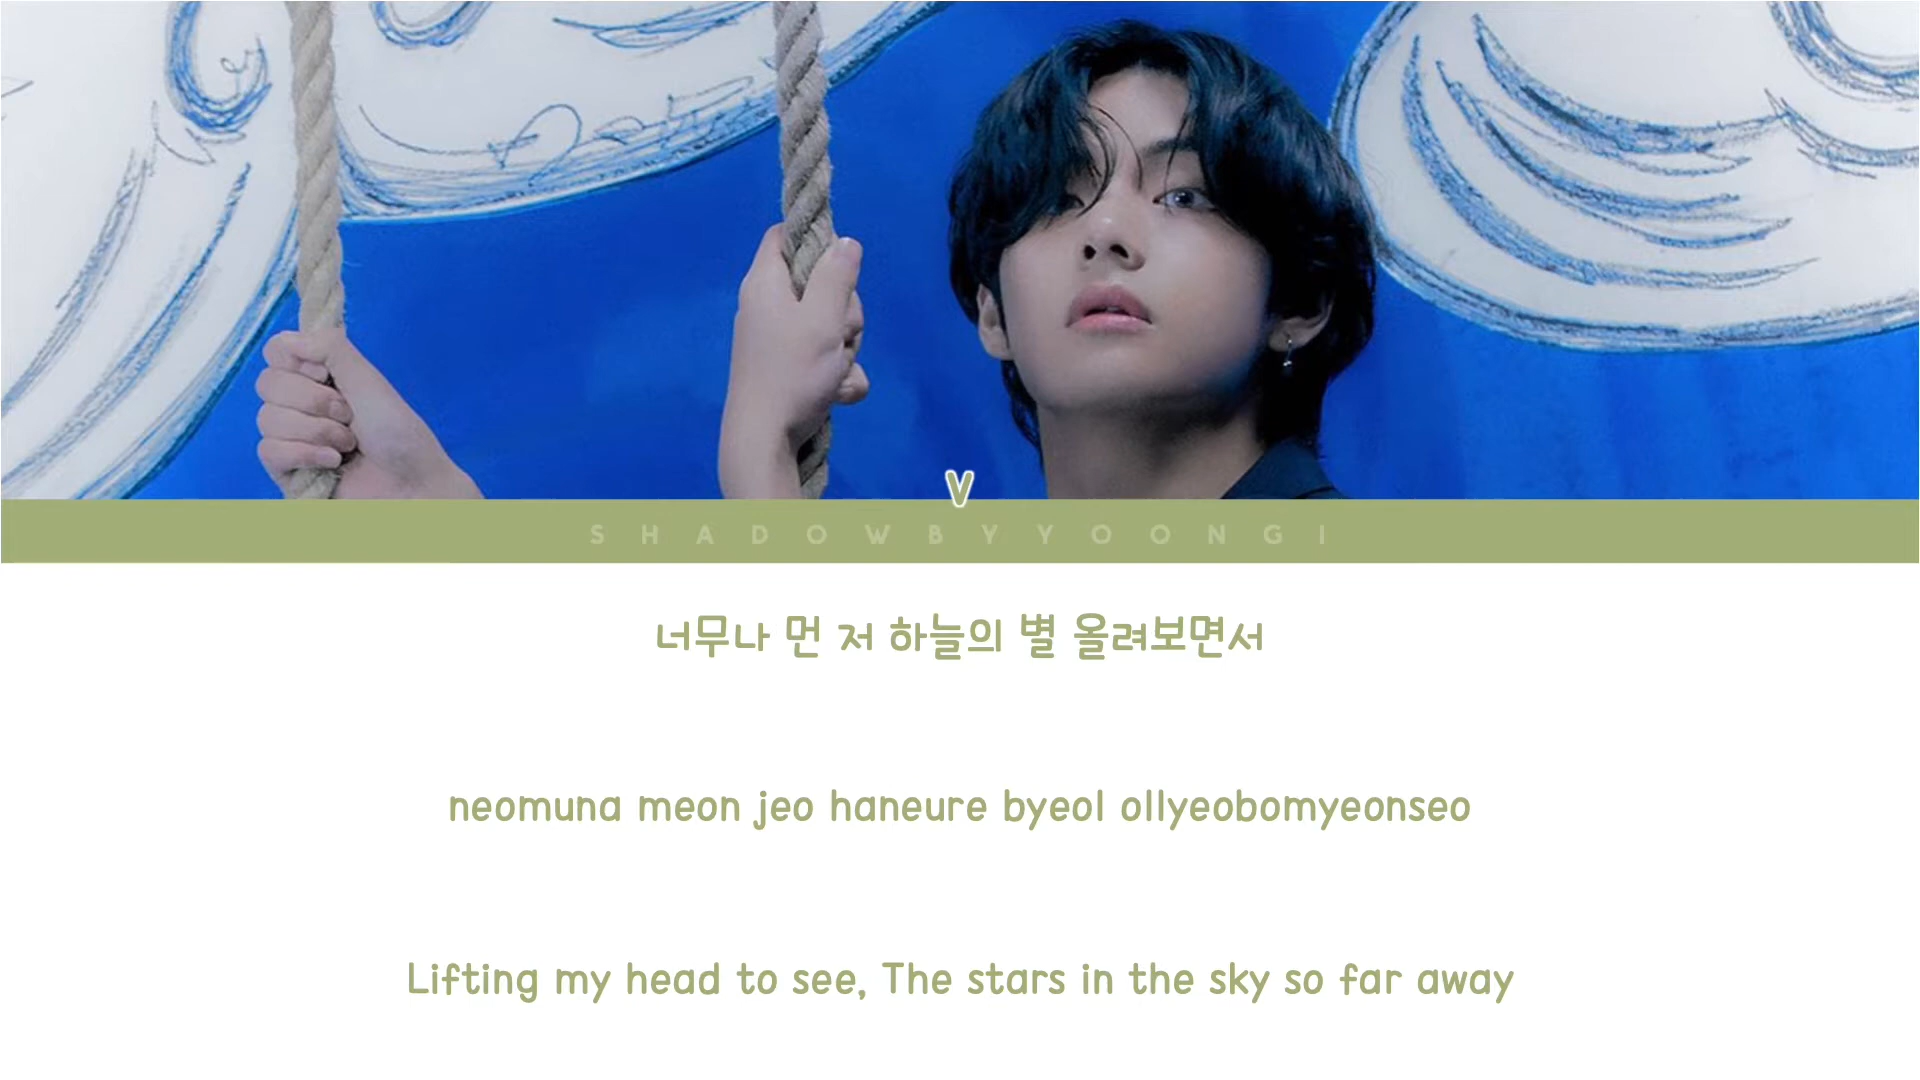 V
SHADOWBYYOONGI
너무나 먼 저 하늘의 별 올려보면서
neomuna meon jeo haneure byeol ollyeobomyeonseo
Lifting my head to see, The stars in the sky so far away